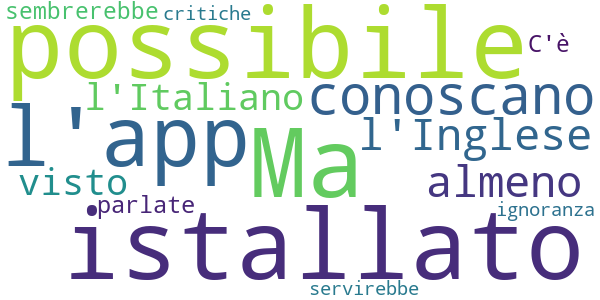 sembrerebbe critiche
possibile C'è
l'Italiano conoscano
l'app Ma l'Inglese
visto almeno
parlate ignoranza
istallato
servirebbe